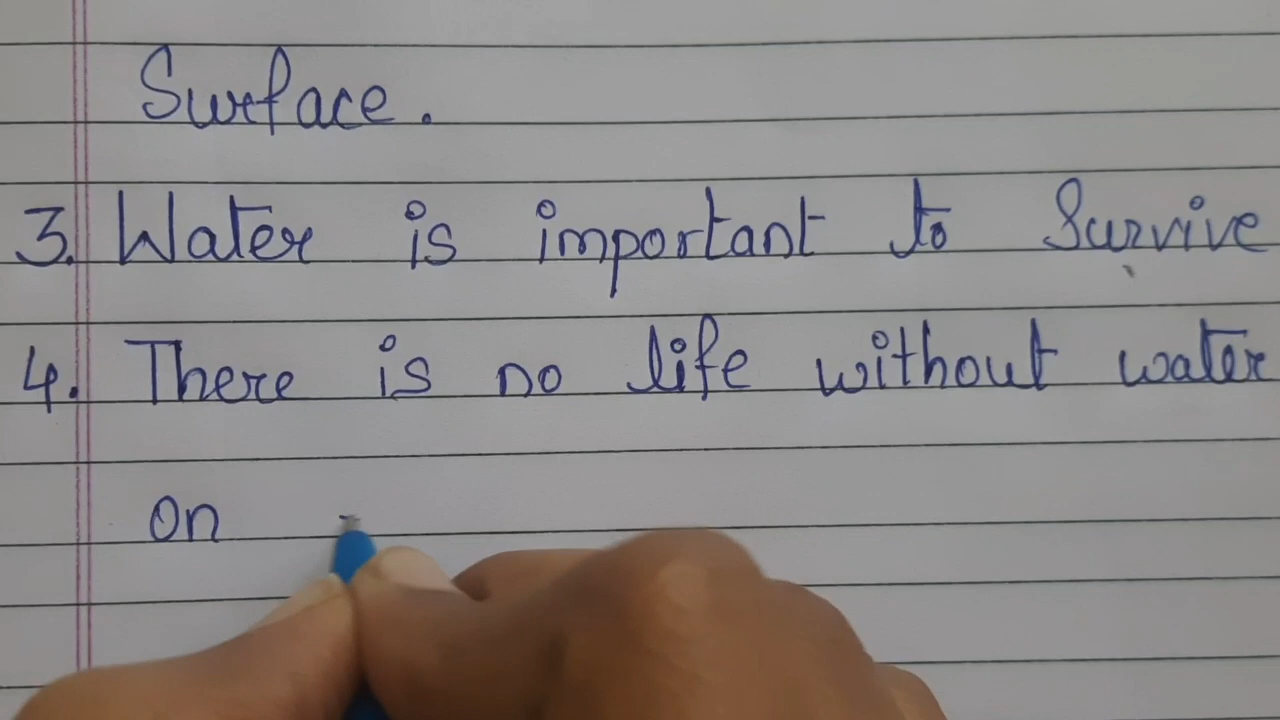 Surface.
3. Water is important to Survive
4. There is no life without water
on